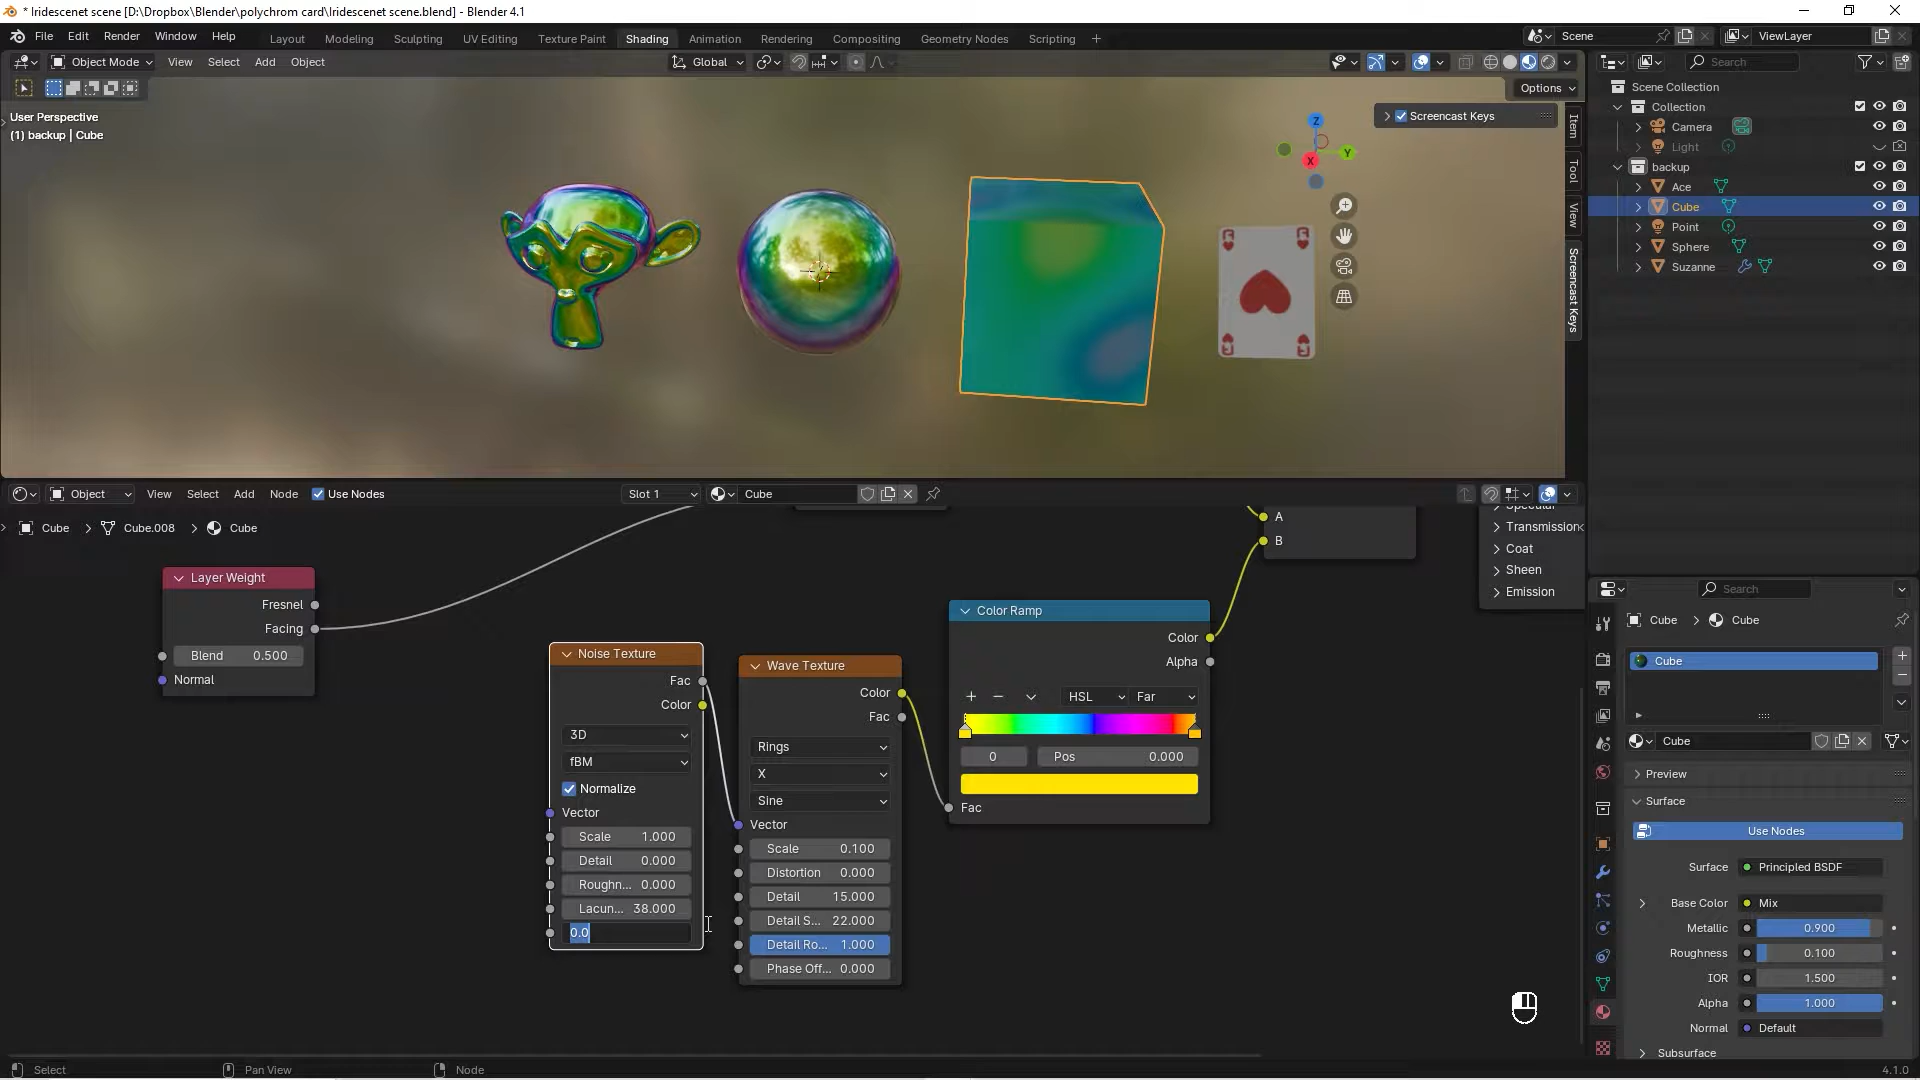 * Iridescenet scene [D:\Dropbox\Blender\polychrom card\Iridescenet scene.blend] - Blender 4.1
File Edit Render Window Help
Layout Modeling Sculpting UV Editing Texture Paint Shading Animation Rendering Compositing Geometry Nodes Scripting +
Scene
ViewLayer
Object Mode View Select Add Object
Global
Options
User Perspective
(1) backup | Cube
Screencast Keys
Z
Y
X
Item
Tool
View
Screencast Keys
Search
Scene Collection
Collection
Camera
Light
backup
Ace
Cube
Point
Sphere
Suzanne
Object View Select Add Node Use Nodes
Slot 1
Cube
Cube > Cube.008 > Cube
Layer Weight
Fresnel
Facing
Blend 0.500
Normal
Noise Texture
Fac
Color
3D
fBM
Normalize
Vector
Scale 1.000
Detail 0.000
Roughn... 0.000
Lacun... 38.000
0.0
Wave Texture
Color
Fac
Rings
X
Sine
Vector
Scale 0.100
Distortion 0.000
Detail 15.000
Detail S... 22.000
Detail Ro... 1.000
Phase Off... 0.000
Color Ramp
Color
Alpha
+ − HSL Far
0 Pos 0.000
Fac
A
B
Transmission
Coat
Sheen
Emission
Search
Cube > Cube
Cube
Cube
Preview
Surface
Use Nodes
Surface Principled BSDF
Base Color Mix
Metallic 0.900
Roughness 0.100
IOR 1.500
Alpha 1.000
Normal Default
Subsurface
Select Pan View Node 4.1.0